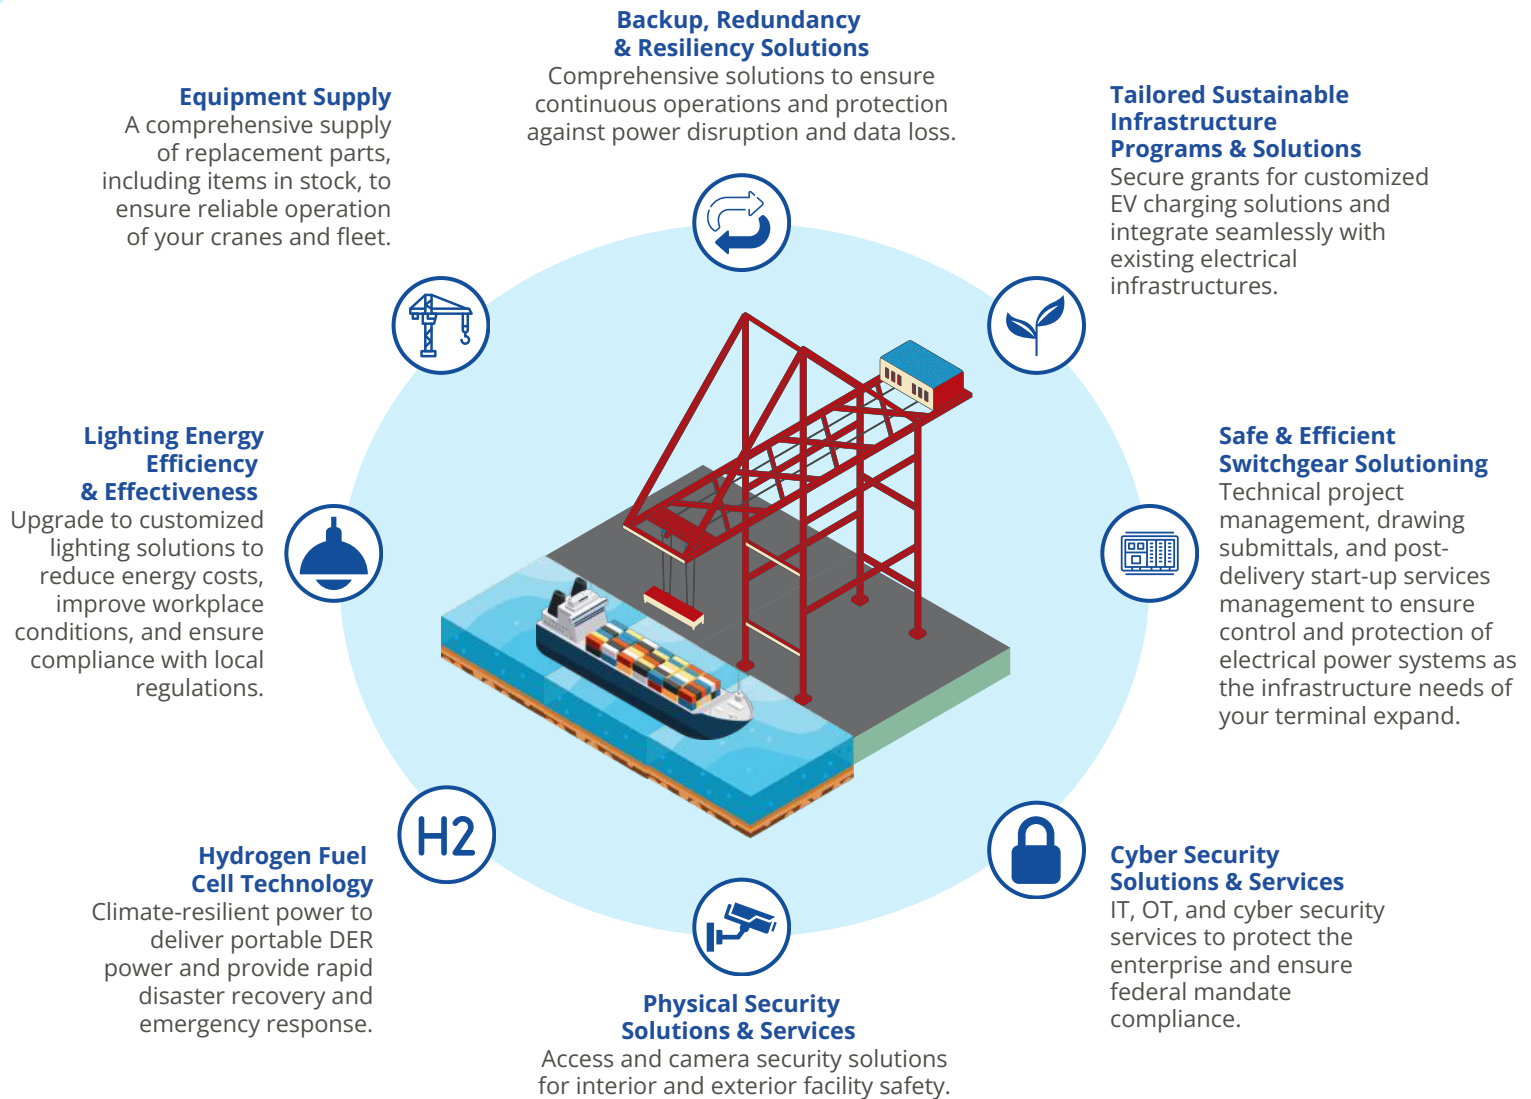 Backup, Redundancy
& Resiliency Solutions
Comprehensive solutions to ensure
continuous operations and protection
against power disruption and data loss.
Equipment Supply
A comprehensive supply
of replacement parts,
including items in stock, to
ensure reliable operation
of your cranes and fleet.
Tailored Sustainable
Infrastructure
Programs & Solutions
Secure grants for customized
EV charging solutions and
integrate seamlessly with
existing electrical
infrastructures.
Lighting Energy
Efficiency
& Effectiveness
Upgrade to customized
lighting solutions to
reduce energy costs,
improve workplace
conditions, and ensure
compliance with local
regulations.
Safe & Efficient
Switchgear Solutioning
Technical project
management, drawing
submittals, and post-
delivery start-up services
management to ensure
control and protection of
electrical power systems as
the infrastructure needs of
your terminal expand.
H2
Hydrogen Fuel
Cell Technology
Climate-resilient power to
deliver portable DER
power and provide rapid
disaster recovery and
emergency response.
Cyber Security
Solutions & Services
IT, OT, and cyber security
services to protect the
enterprise and ensure
federal mandate
compliance.
Physical Security
Solutions & Services
Access and camera security solutions
for interior and exterior facility safety.